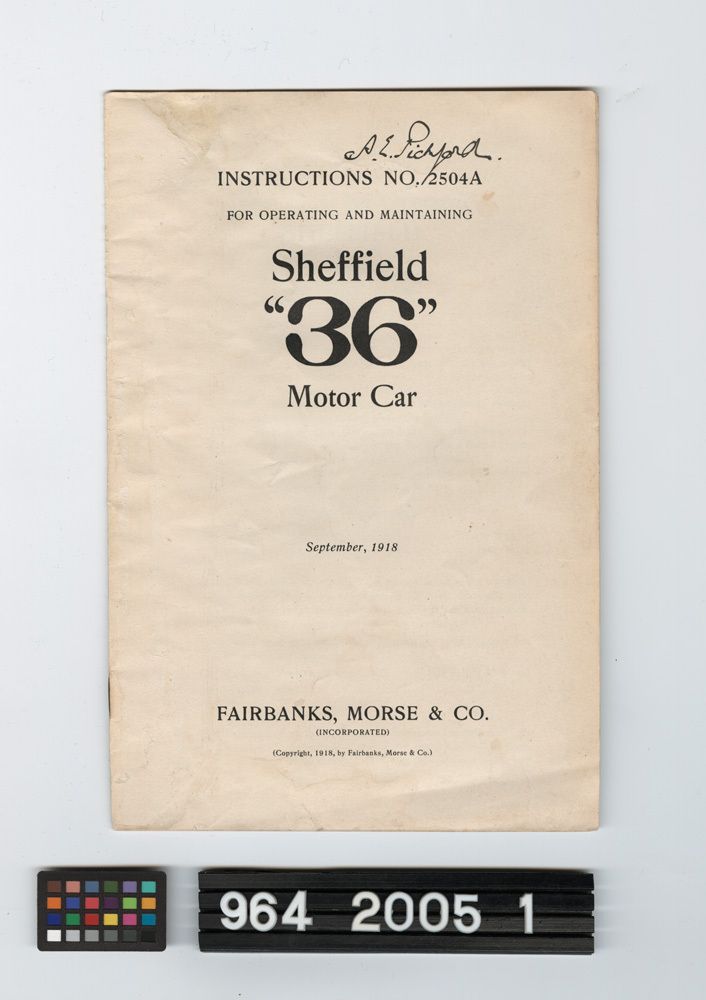 A.E. Pickford.
INSTRUCTIONS NO. 2504A
FOR OPERATING AND MAINTAINING
Sheffield
“36”
Motor Car
September, 1918
FAIRBANKS, MORSE & CO.
(INCORPORATED)
(Copyright, 1918, by Fairbanks, Morse & Co.)
964 2005 1